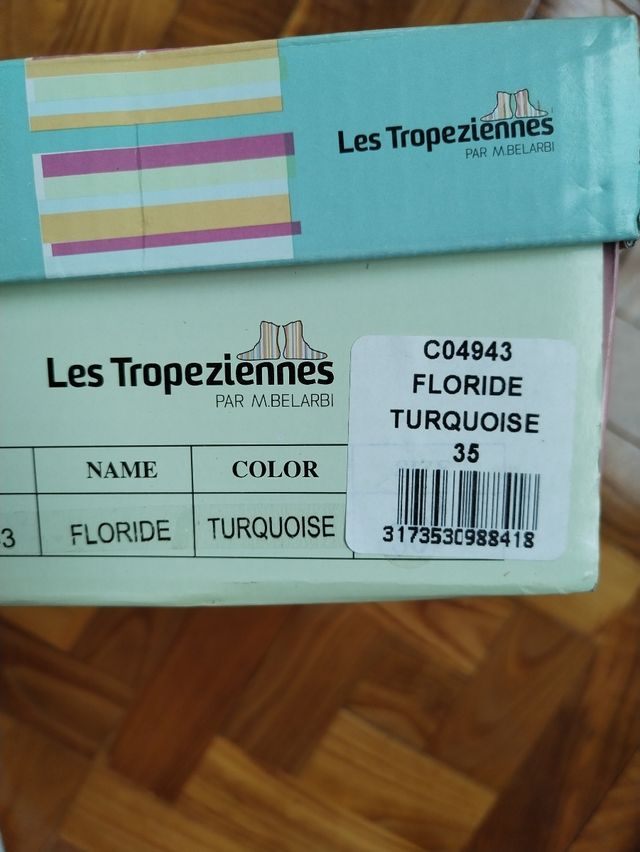 Les Tropeziennes
PAR M.BELARBI
Les Tropeziennes
PAR M.BELARBI
C04943
FLORIDE
TURQUOISE
35
3173530988418
NAME COLOR
3 FLORIDE TURQUOISE